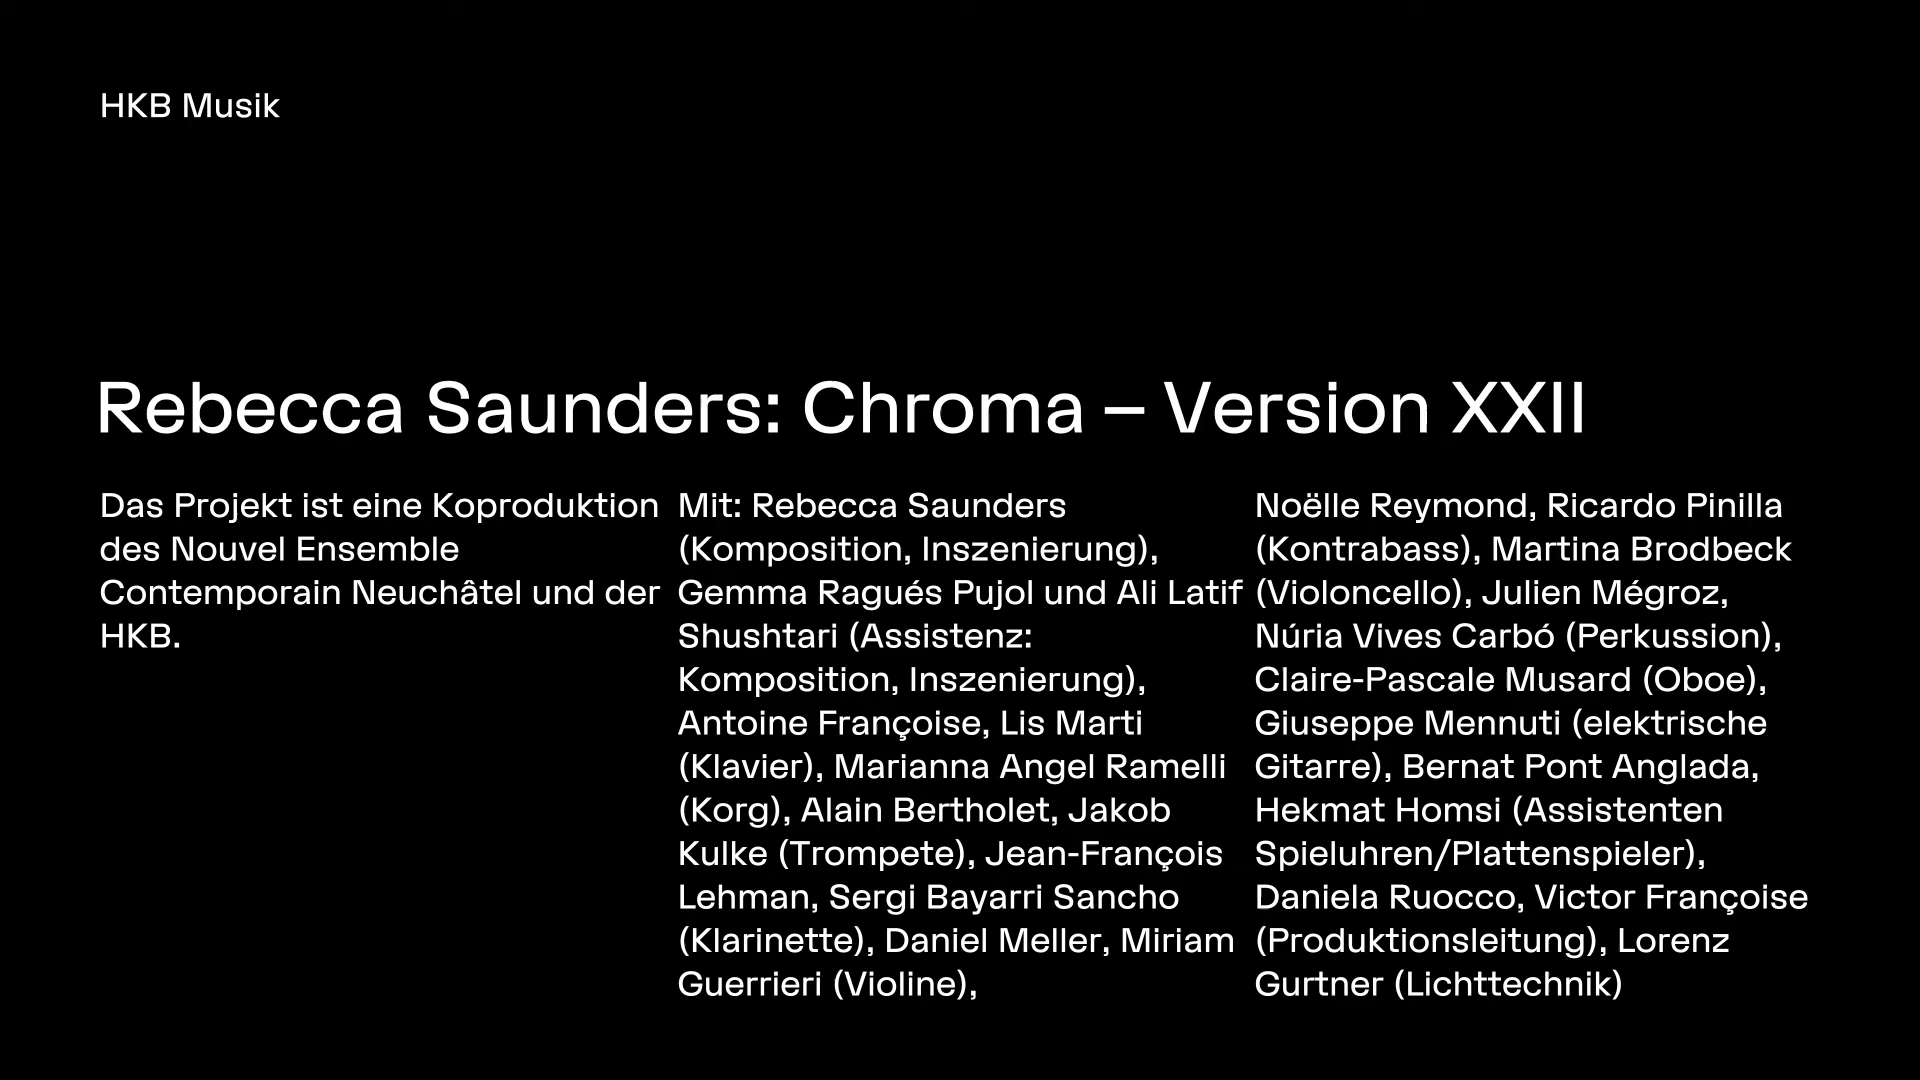 HKB Musik
Rebecca Saunders: Chroma – Version XXII
Das Projekt ist eine Koproduktion
des Nouvel Ensemble
Contemporain Neuchâtel und der
HKB.
Mit: Rebecca Saunders
(Komposition, Inszenierung),
Gemma Ragués Pujol und Ali Latif
Shushtari (Assistenz:
Komposition, Inszenierung),
Antoine Françoise, Lis Marti
(Klavier), Marianna Angel Ramelli
(Korg), Alain Bertholet, Jakob
Kulke (Trompete), Jean-François
Lehman, Sergi Bayarri Sancho
(Klarinette), Daniel Meller, Miriam
Guerrieri (Violine),
Noëlle Reymond, Ricardo Pinilla
(Kontrabass), Martina Brodbeck
(Violoncello), Julien Mégroz,
Núria Vives Carbó (Perkussion),
Claire-Pascale Musard (Oboe),
Giuseppe Mennuti (elektrische
Gitarre), Bernat Pont Anglada,
Hekmat Homsi (Assistenten
Spieluhren/Plattenspieler),
Daniela Ruocco, Victor Françoise
(Produktionsleitung), Lorenz
Gurtner (Lichttechnik)